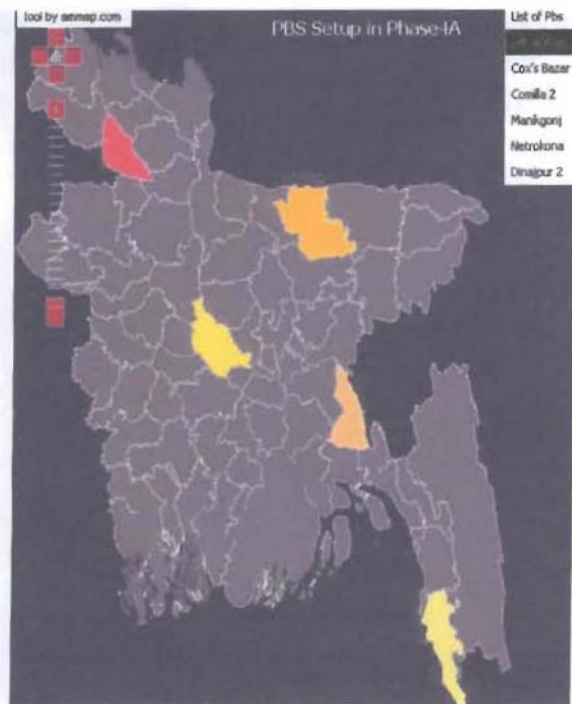 tool by ammap.com
PBS Setup in Phase-IA
List of Pbs
Cox's Bazar
Comilla 2
Manikgonj
Netrokona
Dinajpur 2